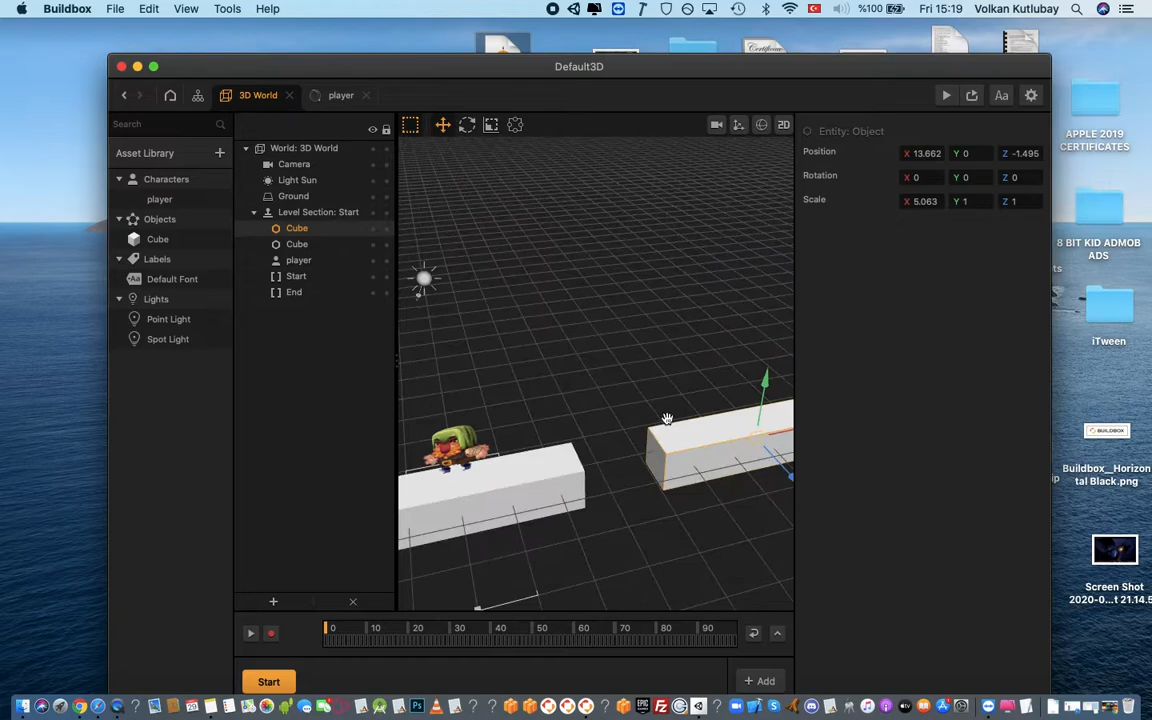 Buildbox File Edit View Tools Help %100 Fri 15:19 Volkan Kutlubay
Default3D
3D World player Aa
Search
Asset Library
Characters
player
Objects
Cube
Labels
Aa Default Font
Lights
Point Light
Spot Light
World: 3D World
Camera
Light Sun
Ground
Level Section: Start
Cube
Cube
player
Start
End
2D
Entity: Object
Position X 13.662 Y 0 Z -1.495
Rotation X 0 Y 0 Z 0
Scale X 5.063 Y 1 Z 1
0 10 20 30 40 50 60 70 80 90
Start
Add
APPLE 2019
CERTIFICATES
8 BIT KID ADMOB
ADS
iTween
BUILDBOX
Buildbox_Horizon
tal Black.png
Screen Shot
2020-0...t 21.14.5
Certificate